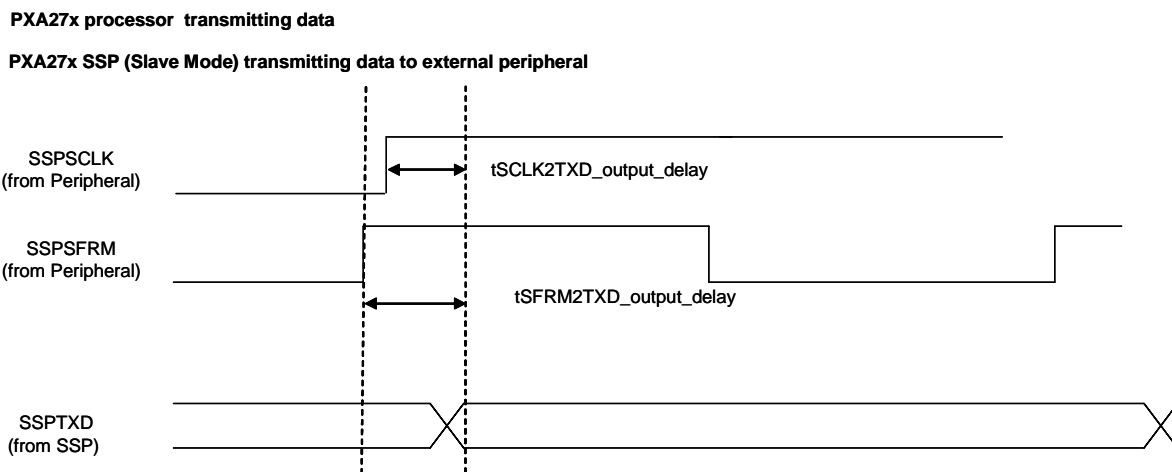 PXA27x processor transmitting data
PXA27x SSP (Slave Mode) transmitting data to external peripheral
SSPSCLK
(from Peripheral)
tSCLK2TXD_output_delay
SSPSFRM
(from Peripheral)
tSFRM2TXD_output_delay
SSPTXD
(from SSP)